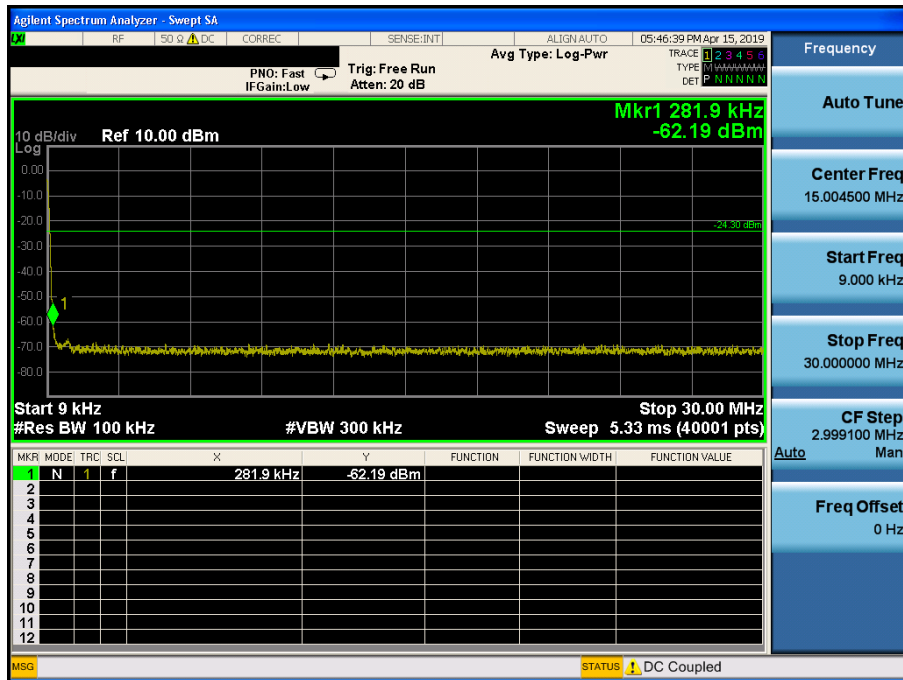 Agilent Spectrum Analyzer - Swept SA
LXI RF 50 Ω DC CORREC SENSE:INT ALIGN AUTO 05:46:39 PM Apr 15, 2019
Frequency
Avg Type: Log-Pwr
TRACE 1 2 3 4 5 6
TYPE M WWWWW
DET P N N N N N
PNO: Fast
IFGain:Low
Trig: Free Run
Atten: 20 dB
Mkr1 281.9 kHz
-62.19 dBm
10 dB/div Ref 10.00 dBm
Log
0.00
-10.0
-20.0
-24.30 dBm
-30.0
-40.0
-50.0
1
-60.0
-70.0
-80.0
Start 9 kHz Stop 30.00 MHz
#Res BW 100 kHz #VBW 300 kHz Sweep 5.33 ms (40001 pts)
MKR MODE TRC SCL X Y FUNCTION FUNCTION WIDTH FUNCTION VALUE
1 N 1 f 281.9 kHz -62.19 dBm
2
3
4
5
6
7
8
9
10
11
12
Auto Tune
Center Freq
15.004500 MHz
Start Freq
9.000 kHz
Stop Freq
30.000000 MHz
CF Step
2.999100 MHz
Auto Man
Freq Offset
0 Hz
MSG STATUS DC Coupled